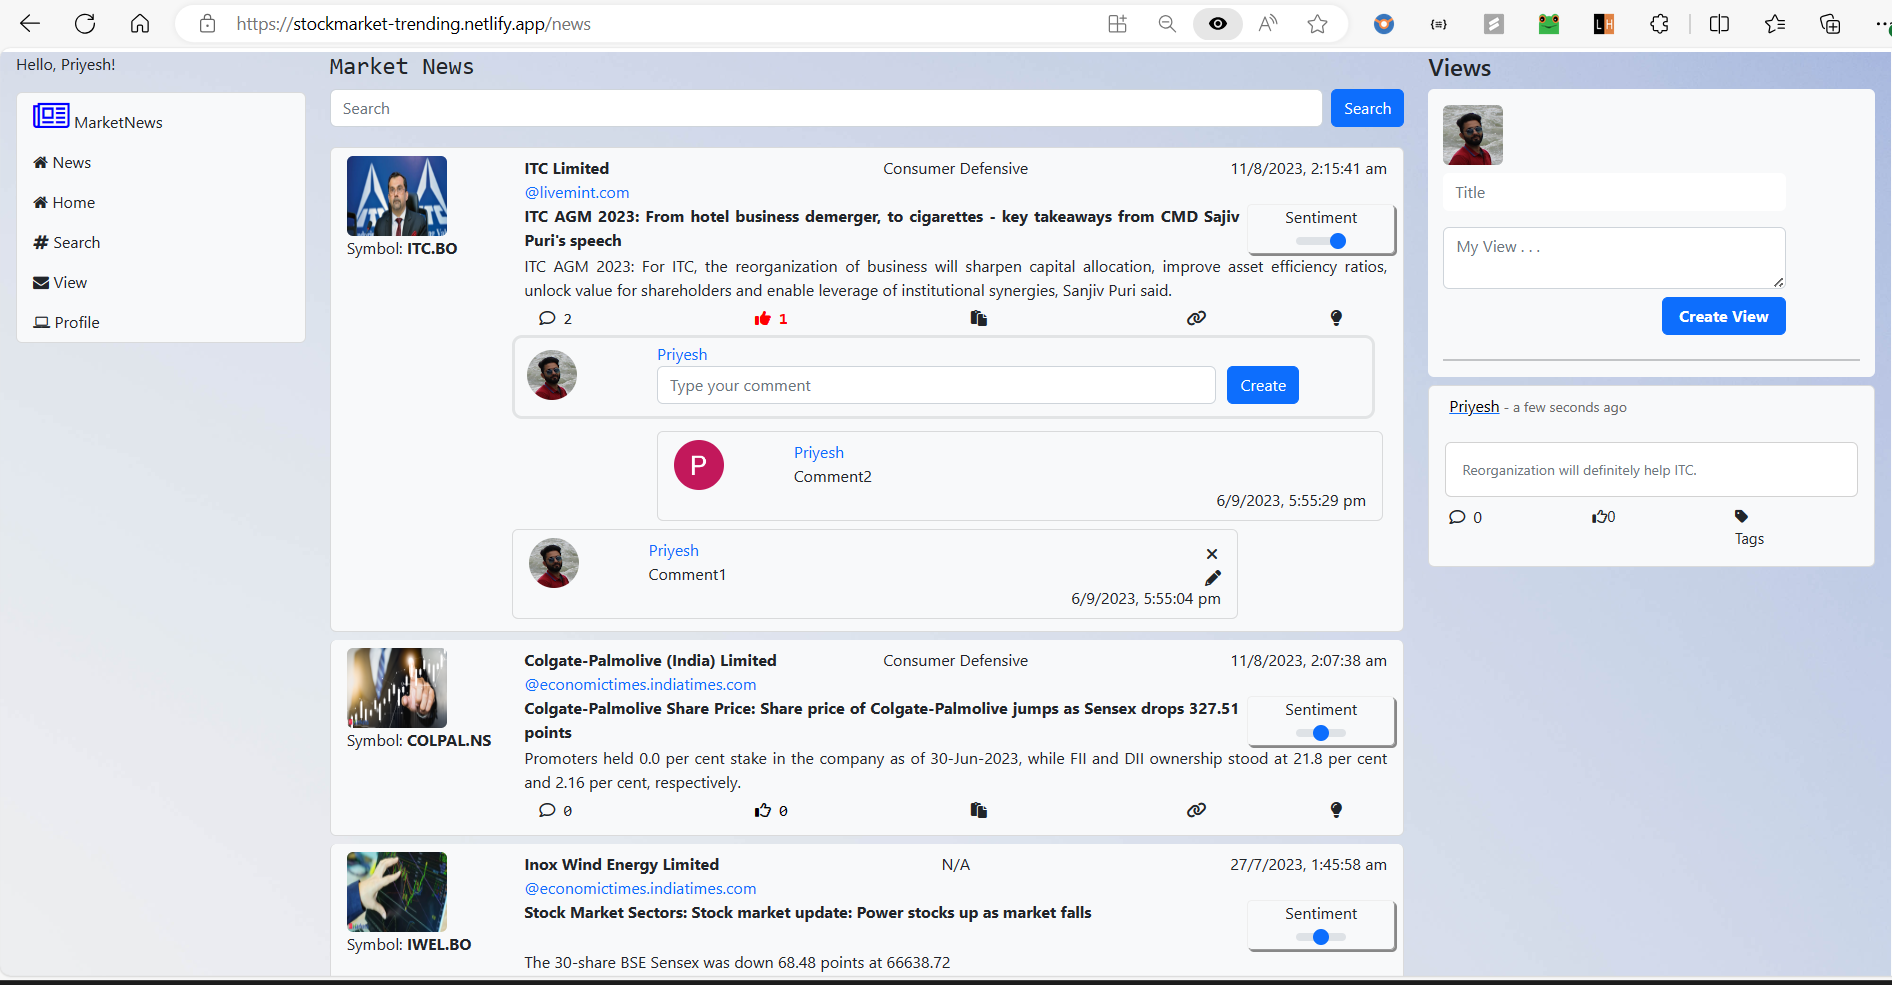 https://stockmarket-trending.netlify.app/news
Hello, Priyesh!
MarketNews
News
Home
Search
View
Profile
Market News
Search
Search
ITC Limited
Consumer Defensive
11/8/2023, 2:15:41 am
@livemint.com
ITC AGM 2023: From hotel business demerger, to cigarettes - key takeaways from CMD Sajiv
Puri's speech
Sentiment
Symbol: ITC.BO
ITC AGM 2023: For ITC, the reorganization of business will sharpen capital allocation, improve asset efficiency ratios,
unlock value for shareholders and enable leverage of institutional synergies, Sanjiv Puri said.
2
1
Priyesh
Type your comment
Create
P
Priyesh
Comment2
6/9/2023, 5:55:29 pm
Priyesh
Comment1
6/9/2023, 5:55:04 pm
Colgate-Palmolive (India) Limited
Consumer Defensive
11/8/2023, 2:07:38 am
@economictimes.indiatimes.com
Colgate-Palmolive Share Price: Share price of Colgate-Palmolive jumps as Sensex drops 327.51
points
Sentiment
Symbol: COLPAL.NS
Promoters held 0.0 per cent stake in the company as of 30-Jun-2023, while FII and DII ownership stood at 21.8 per cent
and 2.16 per cent, respectively.
0
0
Inox Wind Energy Limited
N/A
27/7/2023, 1:45:58 am
@economictimes.indiatimes.com
Stock Market Sectors: Stock market update: Power stocks up as market falls
Sentiment
Symbol: IWEL.BO
The 30-share BSE Sensex was down 68.48 points at 66638.72
Views
Title
My View . . .
Create View
Priyesh - a few seconds ago
Reorganization will definitely help ITC.
0
0
Tags